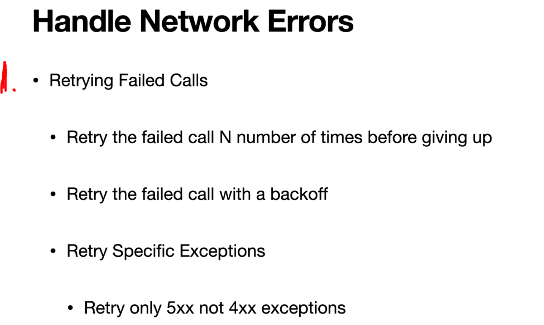 Handle Network Errors
1.
• Retrying Failed Calls
• Retry the failed call N number of times before giving up
• Retry the failed call with a backoff
• Retry Specific Exceptions
• Retry only 5xx not 4xx exceptions